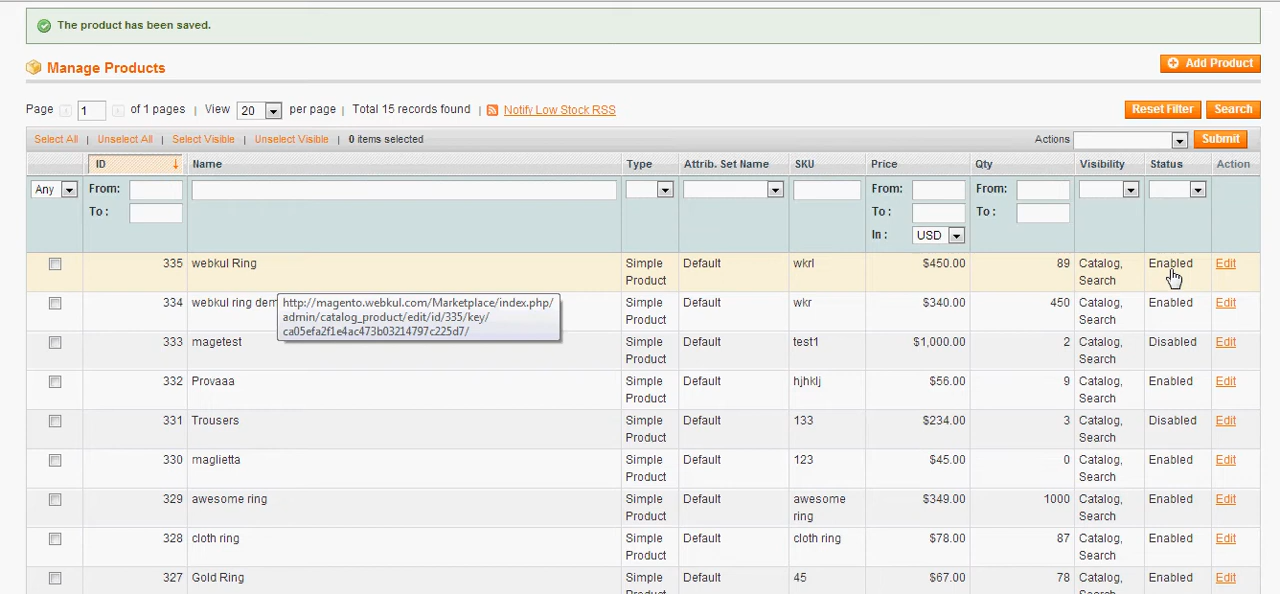 The product has been saved.
Manage Products
Add Product
Page 1 of 1 pages | View 20 per page | Total 15 records found | Notify Low Stock RSS
Reset Filter Search
Select All | Unselect All | Select Visible | Unselect Visible | 0 items selected Actions Submit
ID Name Type Attrib. Set Name SKU Price Qty Visibility Status Action
Any From: From: From:
To : To : To :
In : USD
335 webkul Ring Simple Product Default wkrl $450.00 89 Catalog, Search Enabled Edit
334 webkul ring dem Simple Product Default wkr $340.00 450 Catalog, Search Enabled Edit
http://magento.webkul.com/Marketplace/index.php/
admin/catalog_product/edit/id/335/key/
ca05efa2f1e4ac473b03214797c225d7/
333 magetest Simple Product Default test1 $1,000.00 2 Catalog, Search Disabled Edit
332 Provaaa Simple Product Default hjhklj $56.00 9 Catalog, Search Enabled Edit
331 Trousers Simple Product Default 133 $234.00 3 Catalog, Search Disabled Edit
330 maglietta Simple Product Default 123 $45.00 0 Catalog, Search Enabled Edit
329 awesome ring Simple Product Default awesome ring $349.00 1000 Catalog, Search Enabled Edit
328 cloth ring Simple Product Default cloth ring $78.00 87 Catalog, Search Enabled Edit
327 Gold Ring Simple Default 45 $67.00 78 Catalog, Enabled Edit